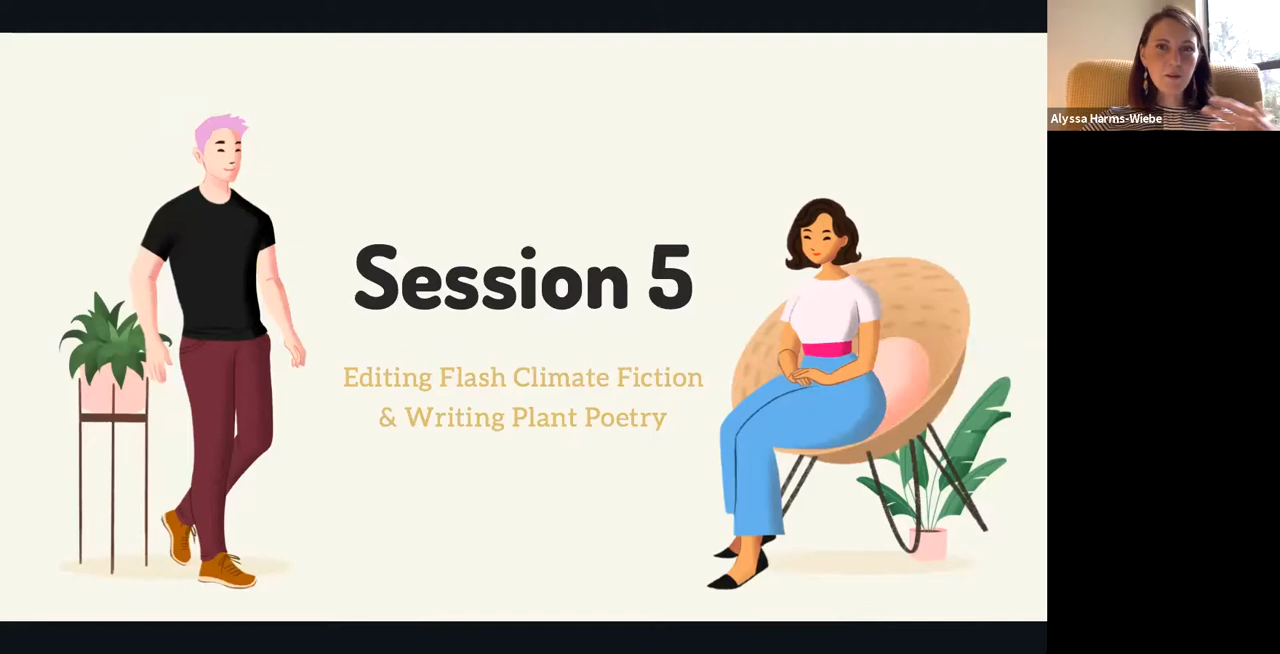 Alyssa Harms-Wiebe
Session 5
Editing Flash Climate Fiction
& Writing Plant Poetry